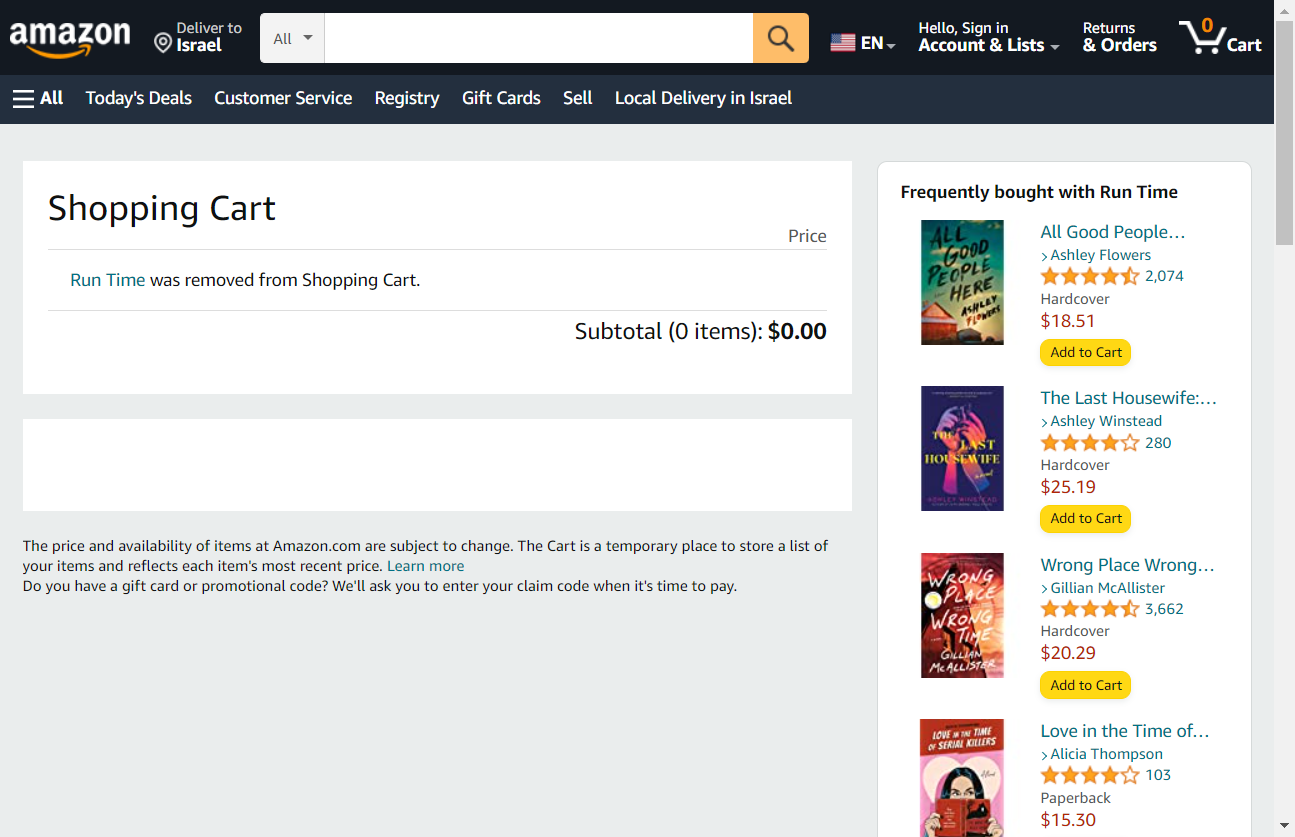 amazon
Deliver to
Israel
All
EN
Hello, Sign in
Account & Lists
Returns
& Orders
0
Cart
All
Today's Deals
Customer Service
Registry
Gift Cards
Sell
Local Delivery in Israel
Shopping Cart
Price
Run Time was removed from Shopping Cart.
Subtotal (0 items): $0.00
The price and availability of items at Amazon.com are subject to change. The Cart is a temporary place to store a list of
your items and reflects each item's most recent price. Learn more
Do you have a gift card or promotional code? We'll ask you to enter your claim code when it's time to pay.
Frequently bought with Run Time
ALL
GOOD
PEOPLE
HERE
ASHLEY
FLOWERS
All Good People…
Ashley Flowers
2,074
Hardcover
$18.51
Add to Cart
THE LAST
HOUSEWIFE
ASHLEY WINSTEAD
The Last Housewife:…
Ashley Winstead
280
Hardcover
$25.19
Add to Cart
WRONG
PLACE
WRONG
TIME
GILLIAN
McALLISTER
Wrong Place Wrong…
Gillian McAllister
3,662
Hardcover
$20.29
Add to Cart
LOVE IN THE TIME
OF SERIAL KILLERS
Love in the Time of…
Alicia Thompson
103
Paperback
$15.30